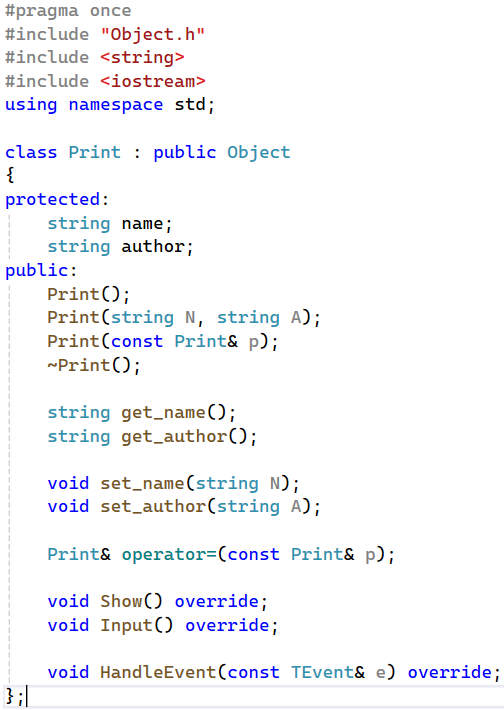 #pragma once
#include "Object.h"
#include <string>
#include <iostream>
using namespace std;

class Print : public Object
{
protected:
    string name;
    string author;
public:
    Print();
    Print(string N, string A);
    Print(const Print& p);
    ~Print();

    string get_name();
    string get_author();

    void set_name(string N);
    void set_author(string A);

    Print& operator=(const Print& p);

    void Show() override;
    void Input() override;

    void HandleEvent(const TEvent& e) override;
};